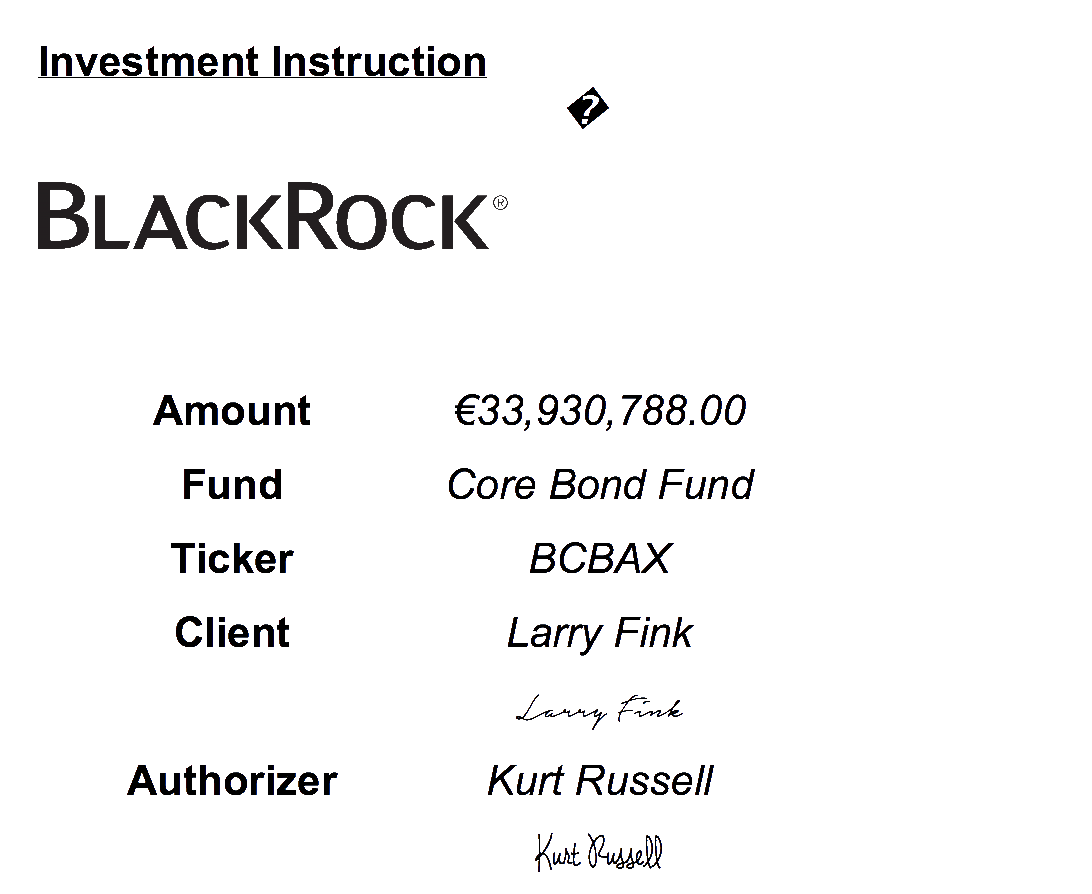 Investment Instruction
�
BLACKROCK®
Amount €33,930,788.00
Fund Core Bond Fund
Ticker BCBAX
Client Larry Fink
Larry Fink
Authorizer Kurt Russell
Kurt Russell